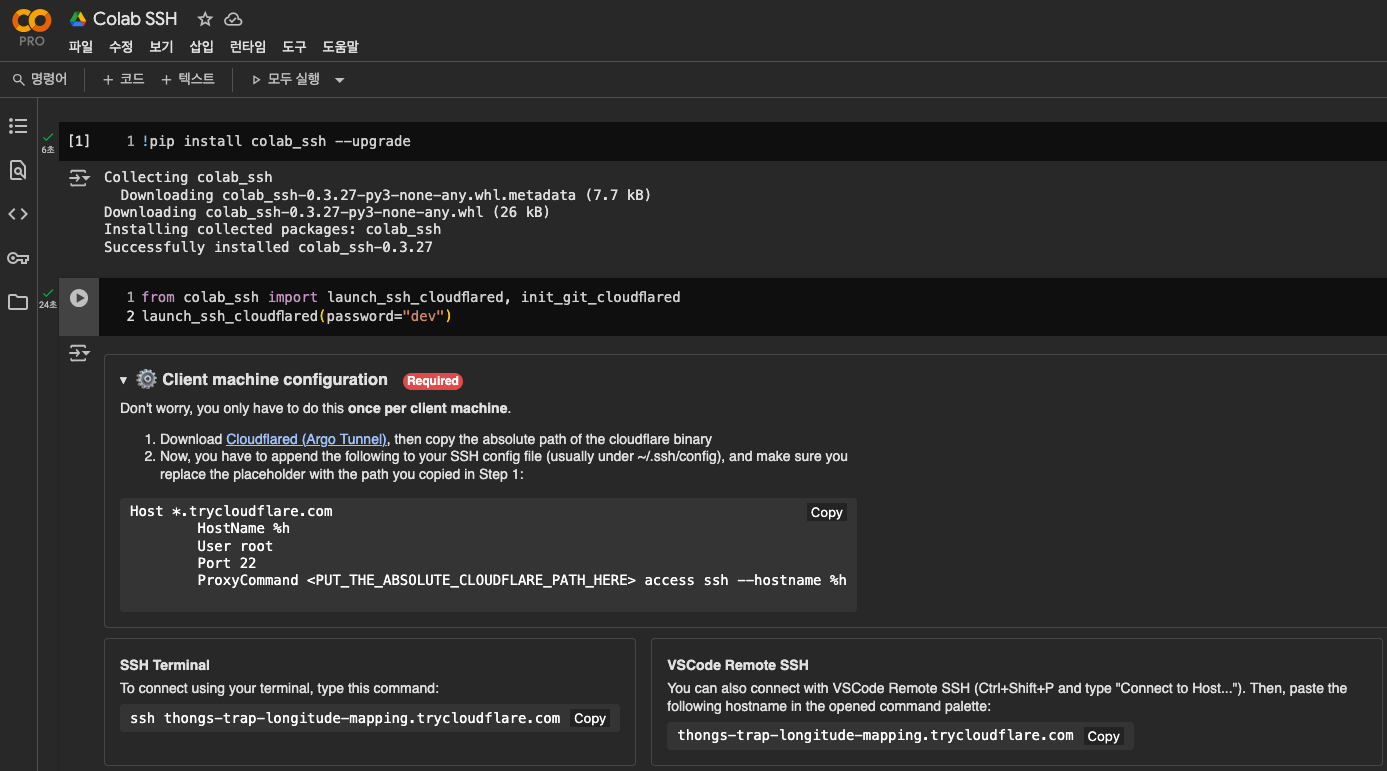 Colab SSH
PRO
파일 수정 보기 삽입 런타임 도구 도움말
명령어 + 코드 + 텍스트 모두 실행
6초
[1] 1 !pip install colab_ssh --upgrade
Collecting colab_ssh
Downloading colab_ssh-0.3.27-py3-none-any.whl.metadata (7.7 kB)
Downloading colab_ssh-0.3.27-py3-none-any.whl (26 kB)
Installing collected packages: colab_ssh
Successfully installed colab_ssh-0.3.27
24초
1 from colab_ssh import launch_ssh_cloudflared, init_git_cloudflared
2 launch_ssh_cloudflared(password="dev")
Client machine configuration Required
Don't worry, you only have to do this once per client machine.
1. Download Cloudflared (Argo Tunnel), then copy the absolute path of the cloudflare binary
2. Now, you have to append the following to your SSH config file (usually under ~/.ssh/config), and make sure you
replace the placeholder with the path you copied in Step 1:
Host *.trycloudflare.com
Copy
HostName %h
User root
Port 22
ProxyCommand <PUT_THE_ABSOLUTE_CLOUDFLARE_PATH_HERE> access ssh --hostname %h
SSH Terminal
To connect using your terminal, type this command:
ssh thongs-trap-longitude-mapping.trycloudflare.com Copy
VSCode Remote SSH
You can also connect with VSCode Remote SSH (Ctrl+Shift+P and type "Connect to Host..."). Then, paste the
following hostname in the opened command palette:
thongs-trap-longitude-mapping.trycloudflare.com Copy